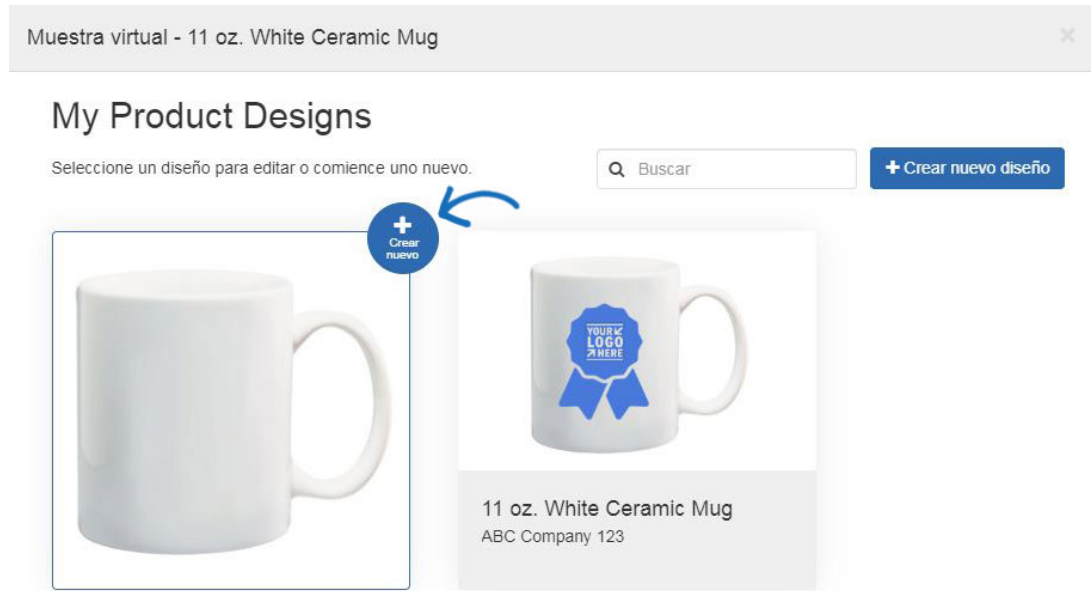 Muestra virtual - 11 oz. White Ceramic Mug
×
My Product Designs
Seleccione un diseño para editar o comience uno nuevo.
Buscar
+ Crear nuevo diseño
+
Crear
nuevo
YOUR
LOGO
HERE
11 oz. White Ceramic Mug
ABC Company 123